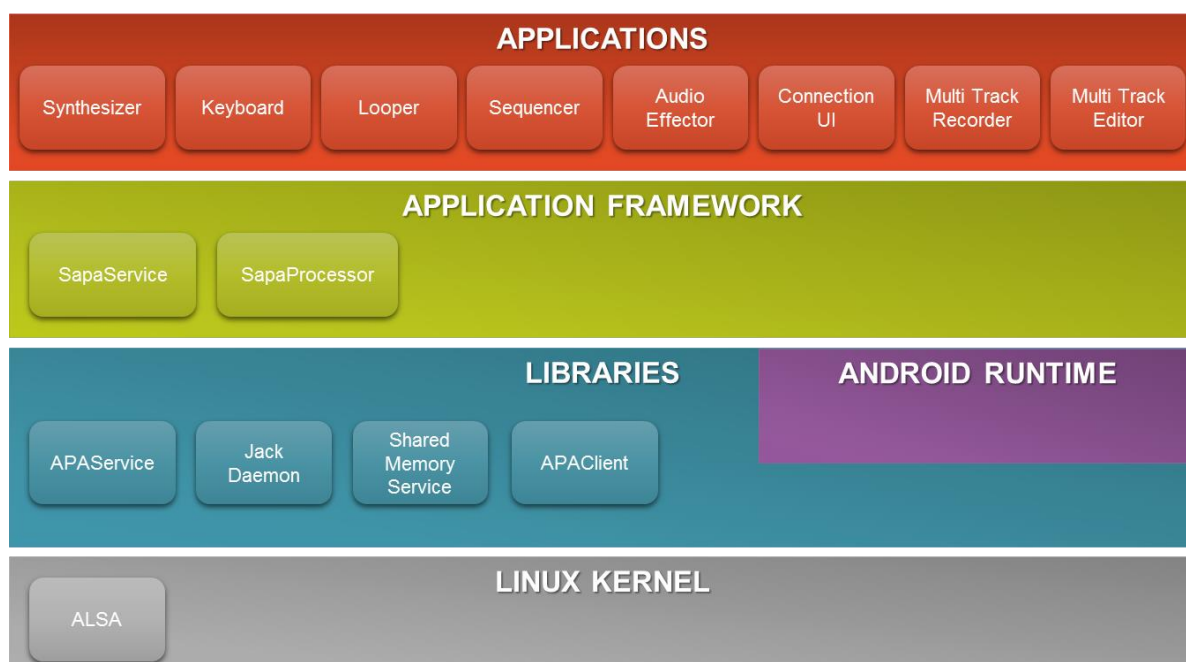 APPLICATIONS
Synthesizer
Keyboard
Looper
Sequencer
Audio
Effector
Connection
UI
Multi Track
Recorder
Multi Track
Editor
APPLICATION FRAMEWORK
SapaService
SapaProcessor
LIBRARIES
ANDROID RUNTIME
APAService
Jack
Daemon
Shared
Memory
Service
APAClient
LINUX KERNEL
ALSA